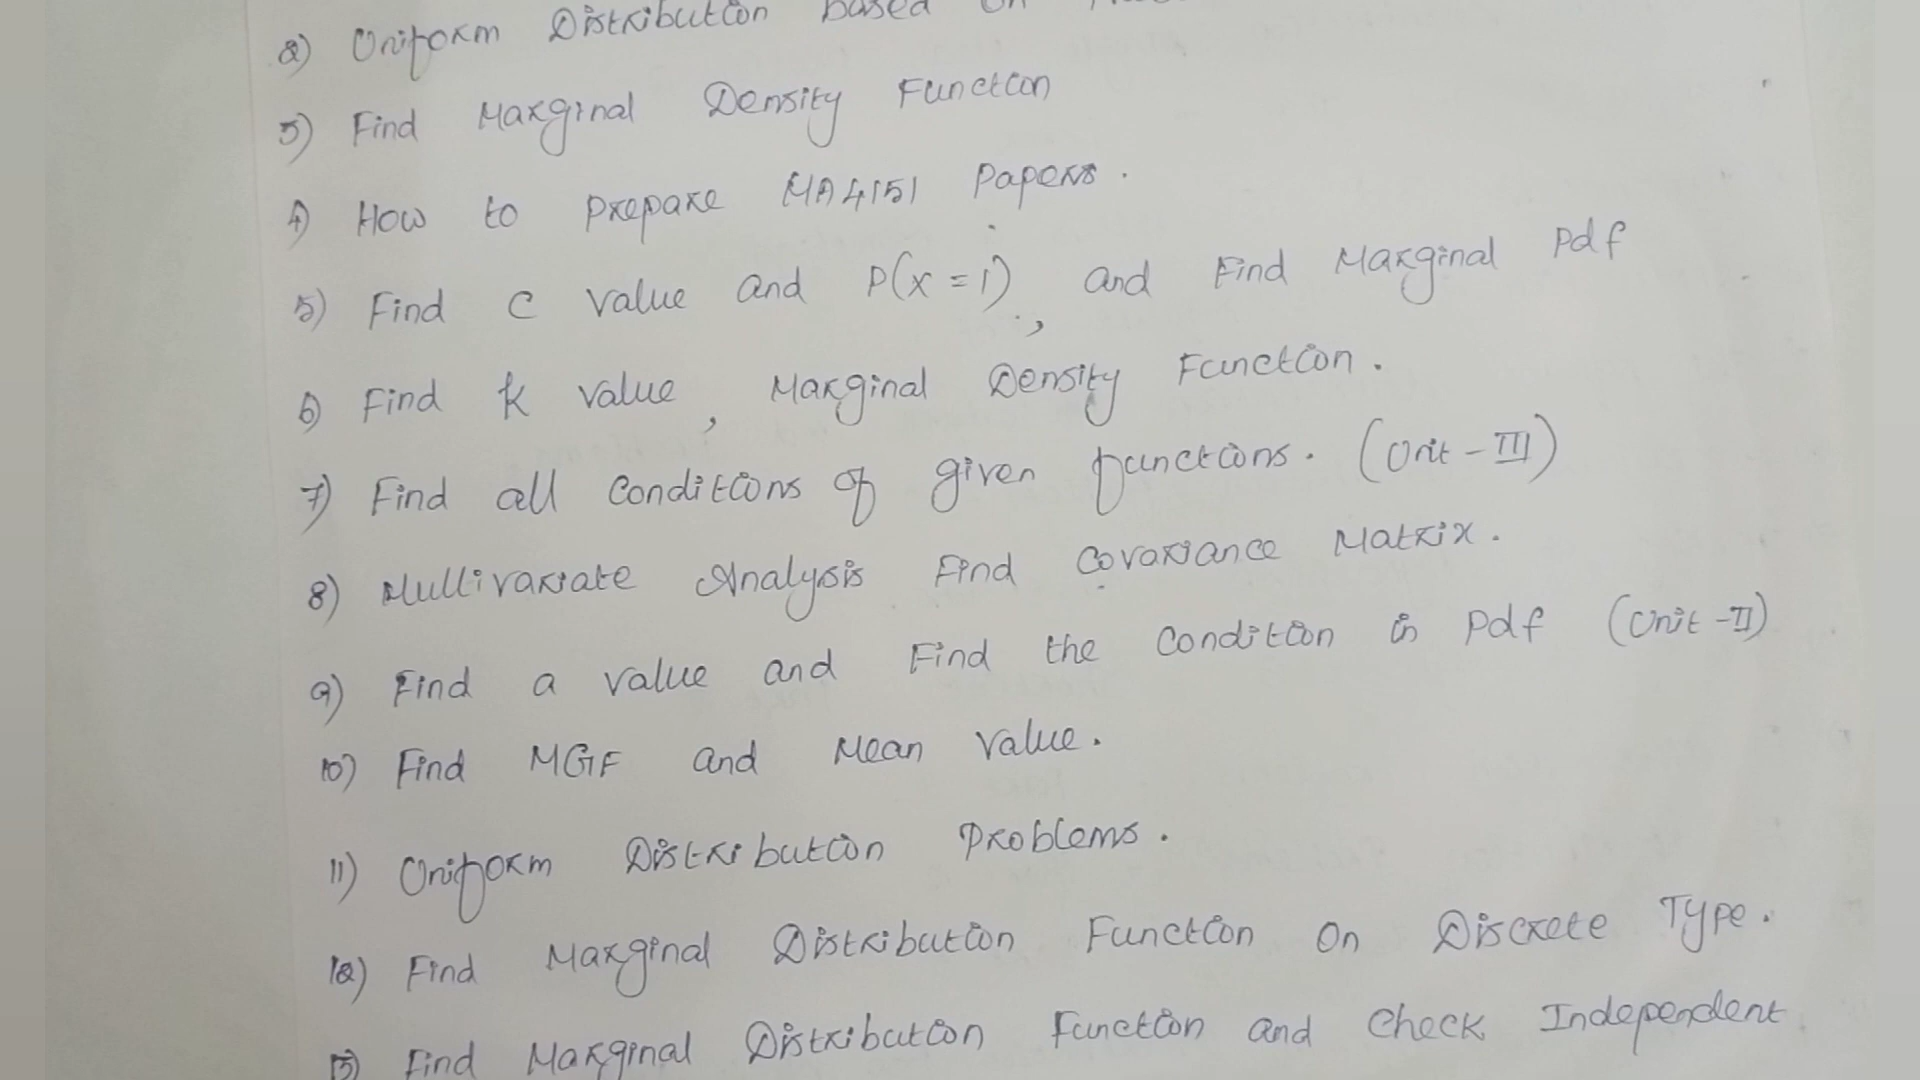 2) Uniform Distribution based on
3) Find Marginal Density Function
4) How to prepare MA4151 Papers.
5) Find C value and P(x=1), and Find Marginal Pdf
6) Find k value, Marginal Density Function.
7) Find all Conditions of given functions. (Unit-III)
8) Multivariate Analysis Find Covariance Matrix.
9) Find a value and Find the Condition in Pdf (Unit-II)
10) Find MGF and Mean Value.
11) Uniform Distribution Problems.
12) Find Marginal Distribution Function on Discrete Type.
13) Find Marginal Distribution Function and Check Independent